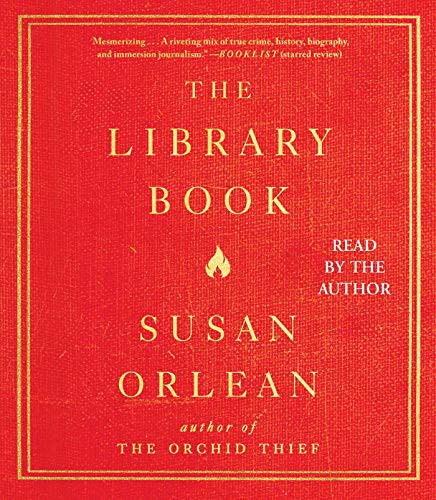 Mesmerizing . . . A riveting mix of true crime, history, biography,
and immersion journalism." —BOOKLIST (starred review)
THE
LIBRARY
BOOK
READ
BY THE
AUTHOR
SUSAN
ORLEAN
author of
THE ORCHID THIEF